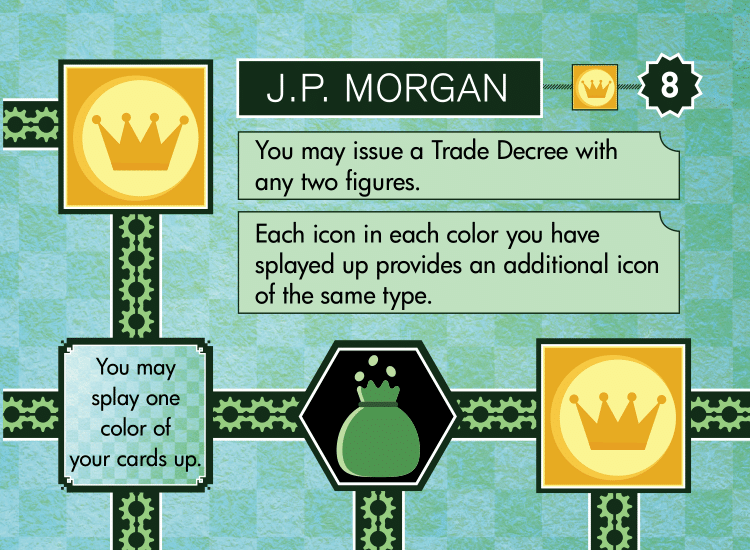 J.P. MORGAN
8
You may issue a Trade Decree with
any two figures.
Each icon in each color you have
splayed up provides an additional icon
of the same type.
You may
splay one
color of
your cards up.